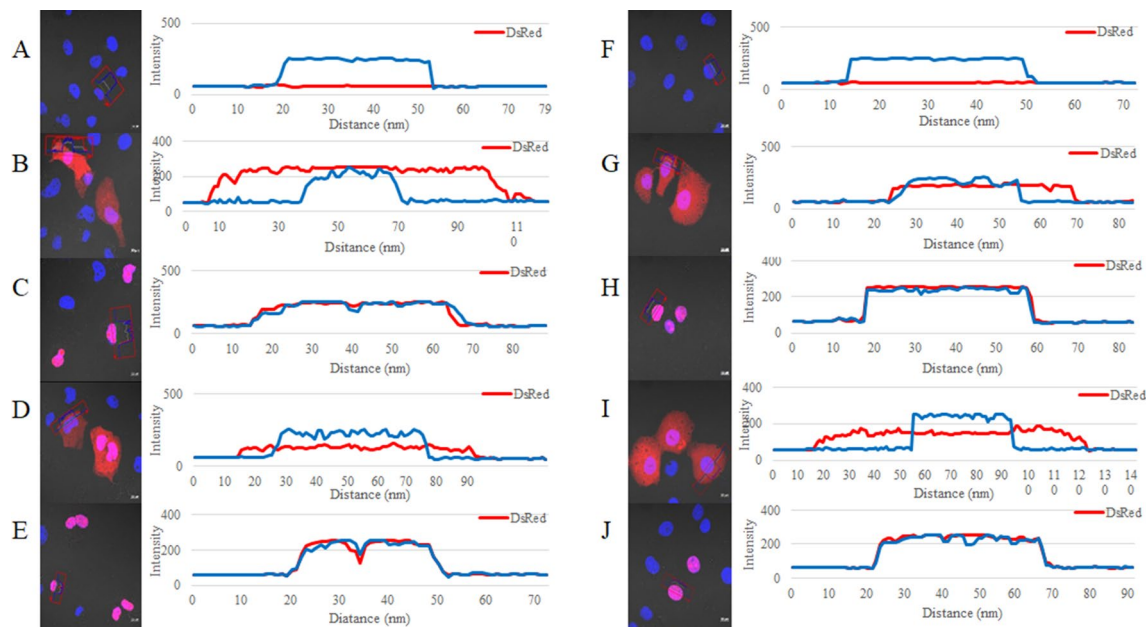 A
500
0
Intensity
DsRed
0 10 20 30 40 50 60 70 79
Distance (nm)
B
400
200
0
Intensity
DsRed
0 10 30 50 70 90 11
0
Dsitance (nm)
C
500
0
Intensity
DsRed
0 10 20 30 40 50 60 70 80
Distance (nm)
D
500
0
Intensity
DsRed
0 10 20 30 40 50 60 70 80 90
Distance (nm)
E
400
200
0
Intensity
DsRed
0 10 20 30 40 50 60 70
Diatance (nm)
F
500
0
Intensity
DsRed
0 10 20 30 40 50 60 70
Distance (nm)
G
500
0
Intensity
DsRed
0 10 20 30 40 50 60 70 80
Distance (nm)
H
400
200
0
Intensity
DsRed
0 10 20 30 40 50 60 70 80
Distance (nm)
I
400
200
0
Intensity
DsRed
0 10 20 30 40 50 60 70 80 90 10 11 12 13 14
0 0 0 0 0
Distance (nm)
J
400
200
0
Intensity
DsRed
0 10 20 30 40 50 60 70 80 90
Distance (nm)